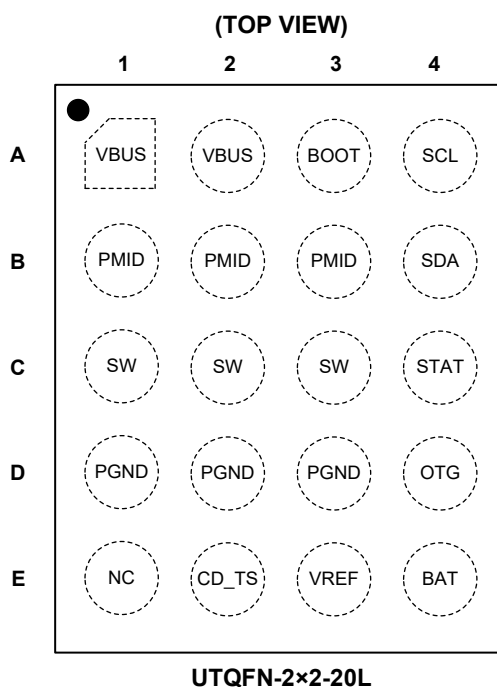 (TOP VIEW)
1 2 3 4
A VBUS VBUS BOOT SCL
B PMID PMID PMID SDA
C SW SW SW STAT
D PGND PGND PGND OTG
E NC CD_TS VREF BAT
UTQFN-2×2-20L